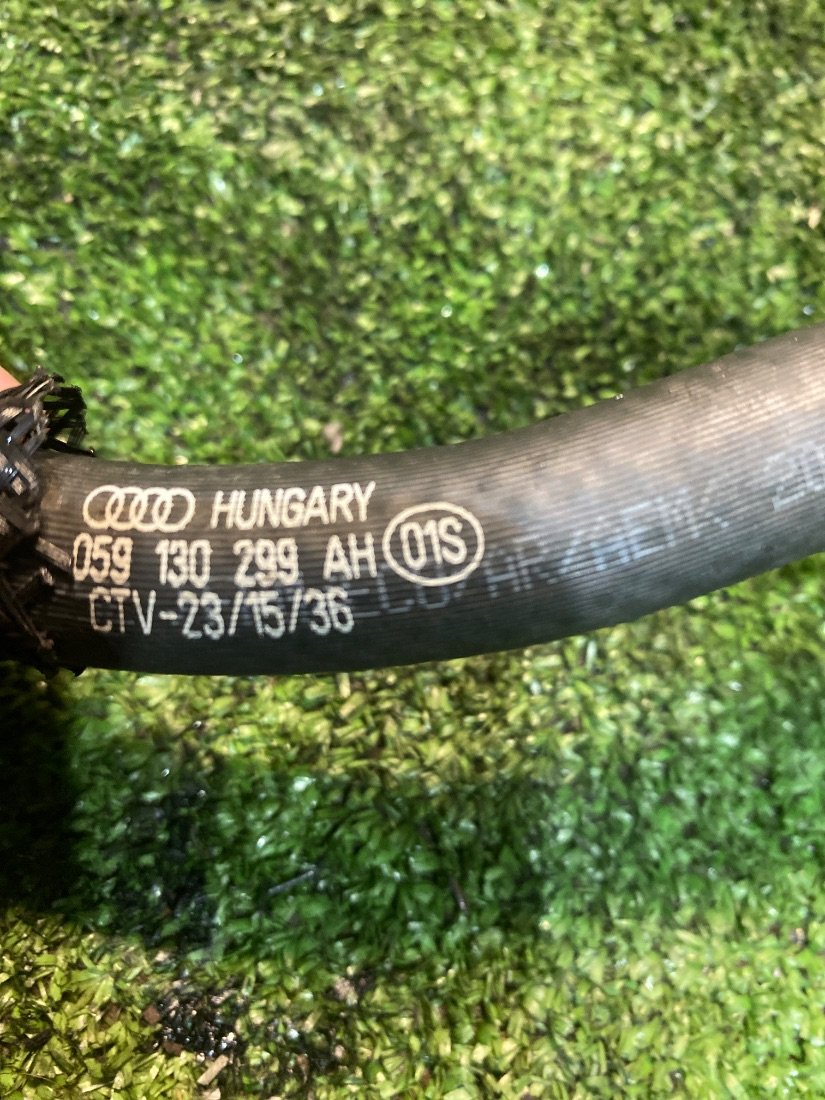 HUNGARY
059 130 299 AH 01S
CTV-23/15/36